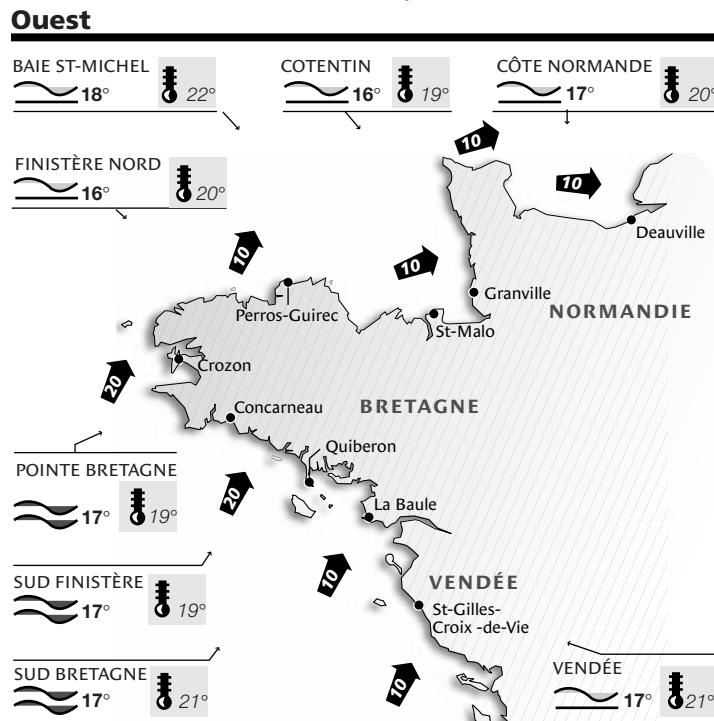 Ouest
BAIE ST-MICHEL
18° 22°
COTENTIN
16° 19°
CÔTE NORMANDE
17° 20°
FINISTÈRE NORD
16° 20°
10
10
Deauville
10
10
Granville
NORMANDIE
Perros-Guirec
St-Malo
Crozon
20
Concarneau
BRETAGNE
Quiberon
POINTE BRETAGNE
17° 19°
20
La Baule
SUD FINISTÈRE
17° 19°
10
VENDÉE
St-Gilles-
Croix -de-Vie
SUD BRETAGNE
17° 21°
10
VENDÉE
17° 21°